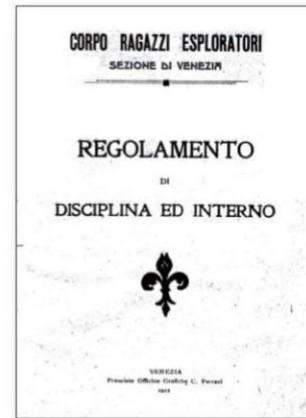 CORPO RAGAZZI ESPLORATORI
SEZIONE DI VENEZIA
REGOLAMENTO
DI
DISCIPLINA ED INTERNO
VENEZIA
Premiate Officine Grafiche C. Ferrari